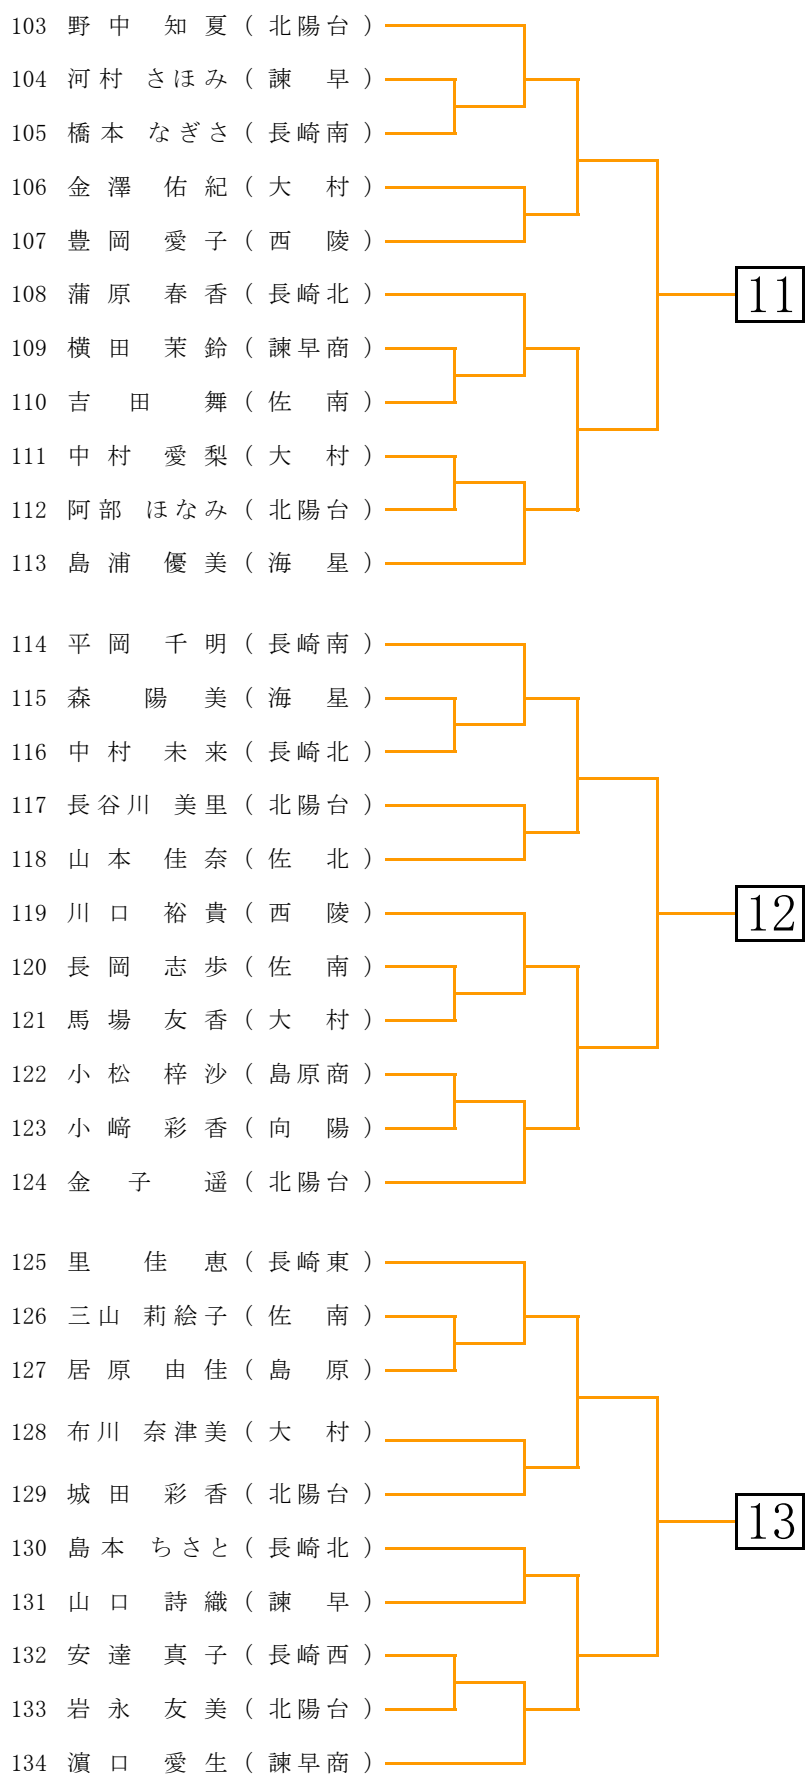 103 野中 知夏（北陽台）
104 河村 さほみ（諫 早）
105 橋本 なぎさ（長崎南）
106 金澤 佑紀（大 村）
107 豊岡 愛子（西 陵）
108 蒲原 春香（長崎北）
11
109 横田 茉鈴（諫早商）
110 吉田 舞（佐 南）
111 中村 愛梨（大 村）
112 阿部 ほなみ（北陽台）
113 島浦 優美（海 星）
114 平岡 千明（長崎南）
115 森 陽美（海 星）
116 中村 未来（長崎北）
117 長谷川 美里（北陽台）
118 山本 佳奈（佐 北）
119 川口 裕貴（西 陵）
12
120 長岡 志歩（佐 南）
121 馬場 友香（大 村）
122 小松 梓沙（島原商）
123 小﨑 彩香（向 陽）
124 金子 遥（北陽台）
125 里 佳恵（長崎東）
126 三山 莉絵子（佐 南）
127 居原 由佳（島 原）
128 布川 奈津美（大 村）
129 城田 彩香（北陽台）
13
130 島本 ちさと（長崎北）
131 山口 詩織（諫 早）
132 安達 真子（長崎西）
133 岩永 友美（北陽台）
134 濵口 愛生（諫早商）